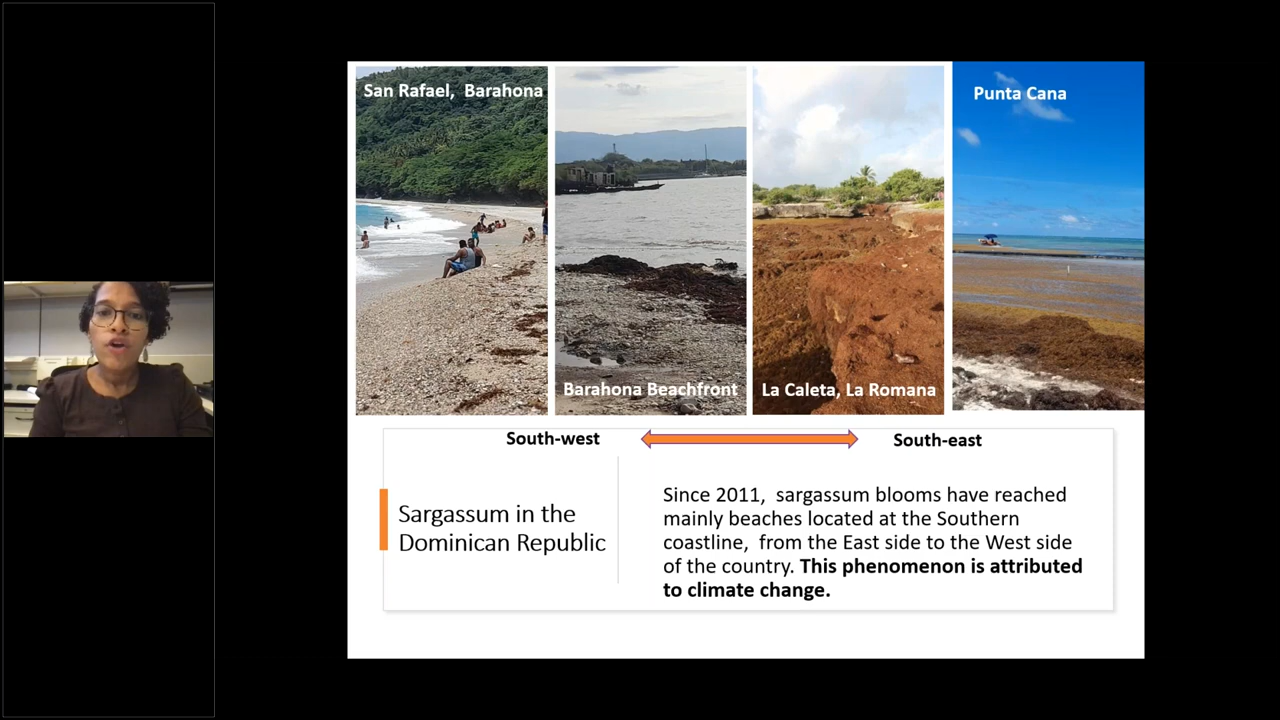 San Rafael, Barahona
Punta Cana
Barahona Beachfront
La Caleta, La Romana
South-west
South-east
Sargassum in the
Dominican Republic
Since 2011, sargassum blooms have reached
mainly beaches located at the Southern
coastline, from the East side to the West side
of the country. This phenomenon is attributed
to climate change.